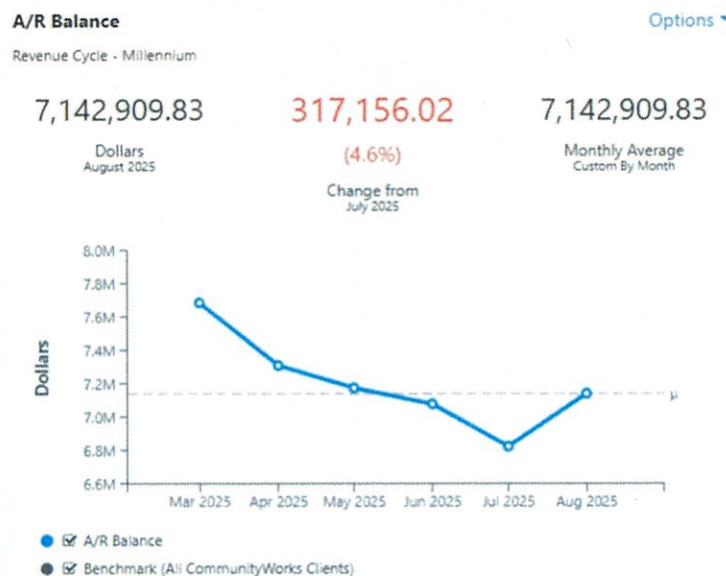 A/R Balance
Options
Revenue Cycle - Millennium
7,142,909.83
317,156.02
7,142,909.83
Dollars
(4.6%)
Monthly Average
August 2025
Custom By Month
Change from
July 2025
8.0M
7.8M
7.6M
7.4M
7.2M
7.0M
6.8M
6.6M
Dollars
μ
Mar 2025 Apr 2025 May 2025 Jun 2025 Jul 2025 Aug 2025
A/R Balance
Benchmark (All CommunityWorks Clients)